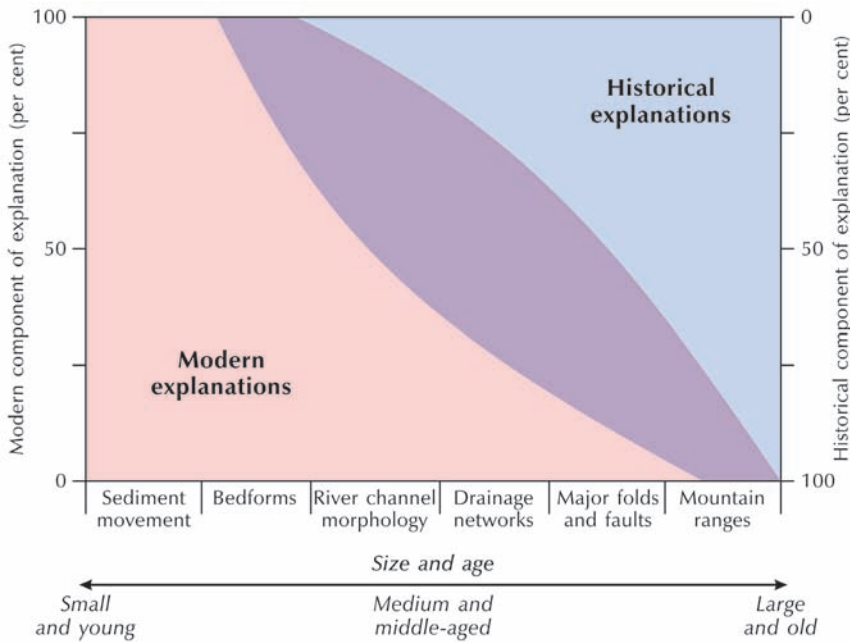 Modern component of explanation (per cent)
100
50
0
Historical
explanations
Modern
explanations
0
50
100
Historical component of explanation (per cent)
Sediment
movement
Bedforms
River channel
morphology
Drainage
networks
Major folds
and faults
Mountain
ranges
Size and age
Small
and young
Medium and
middle-aged
Large
and old